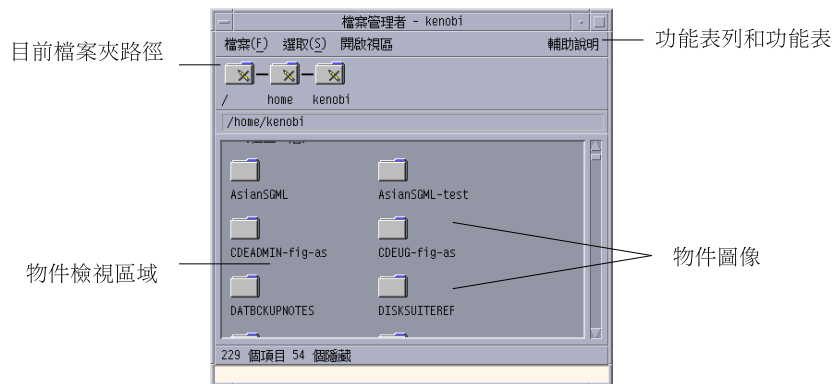 檔案管理者 - kenobi
檔案(F) 選取(S) 開啟視區 輔助說明
目前檔案夾路徑
功能表列和功能表
/ home kenobi
/home/kenobi
AsianSGML AsianSGML-test
CDEADMIN-fig-as CDEUG-fig-as
物件檢視區域
物件圖像
DATBCKUPNOTES DISKSUITEREF
229 個項目 54 個隱藏